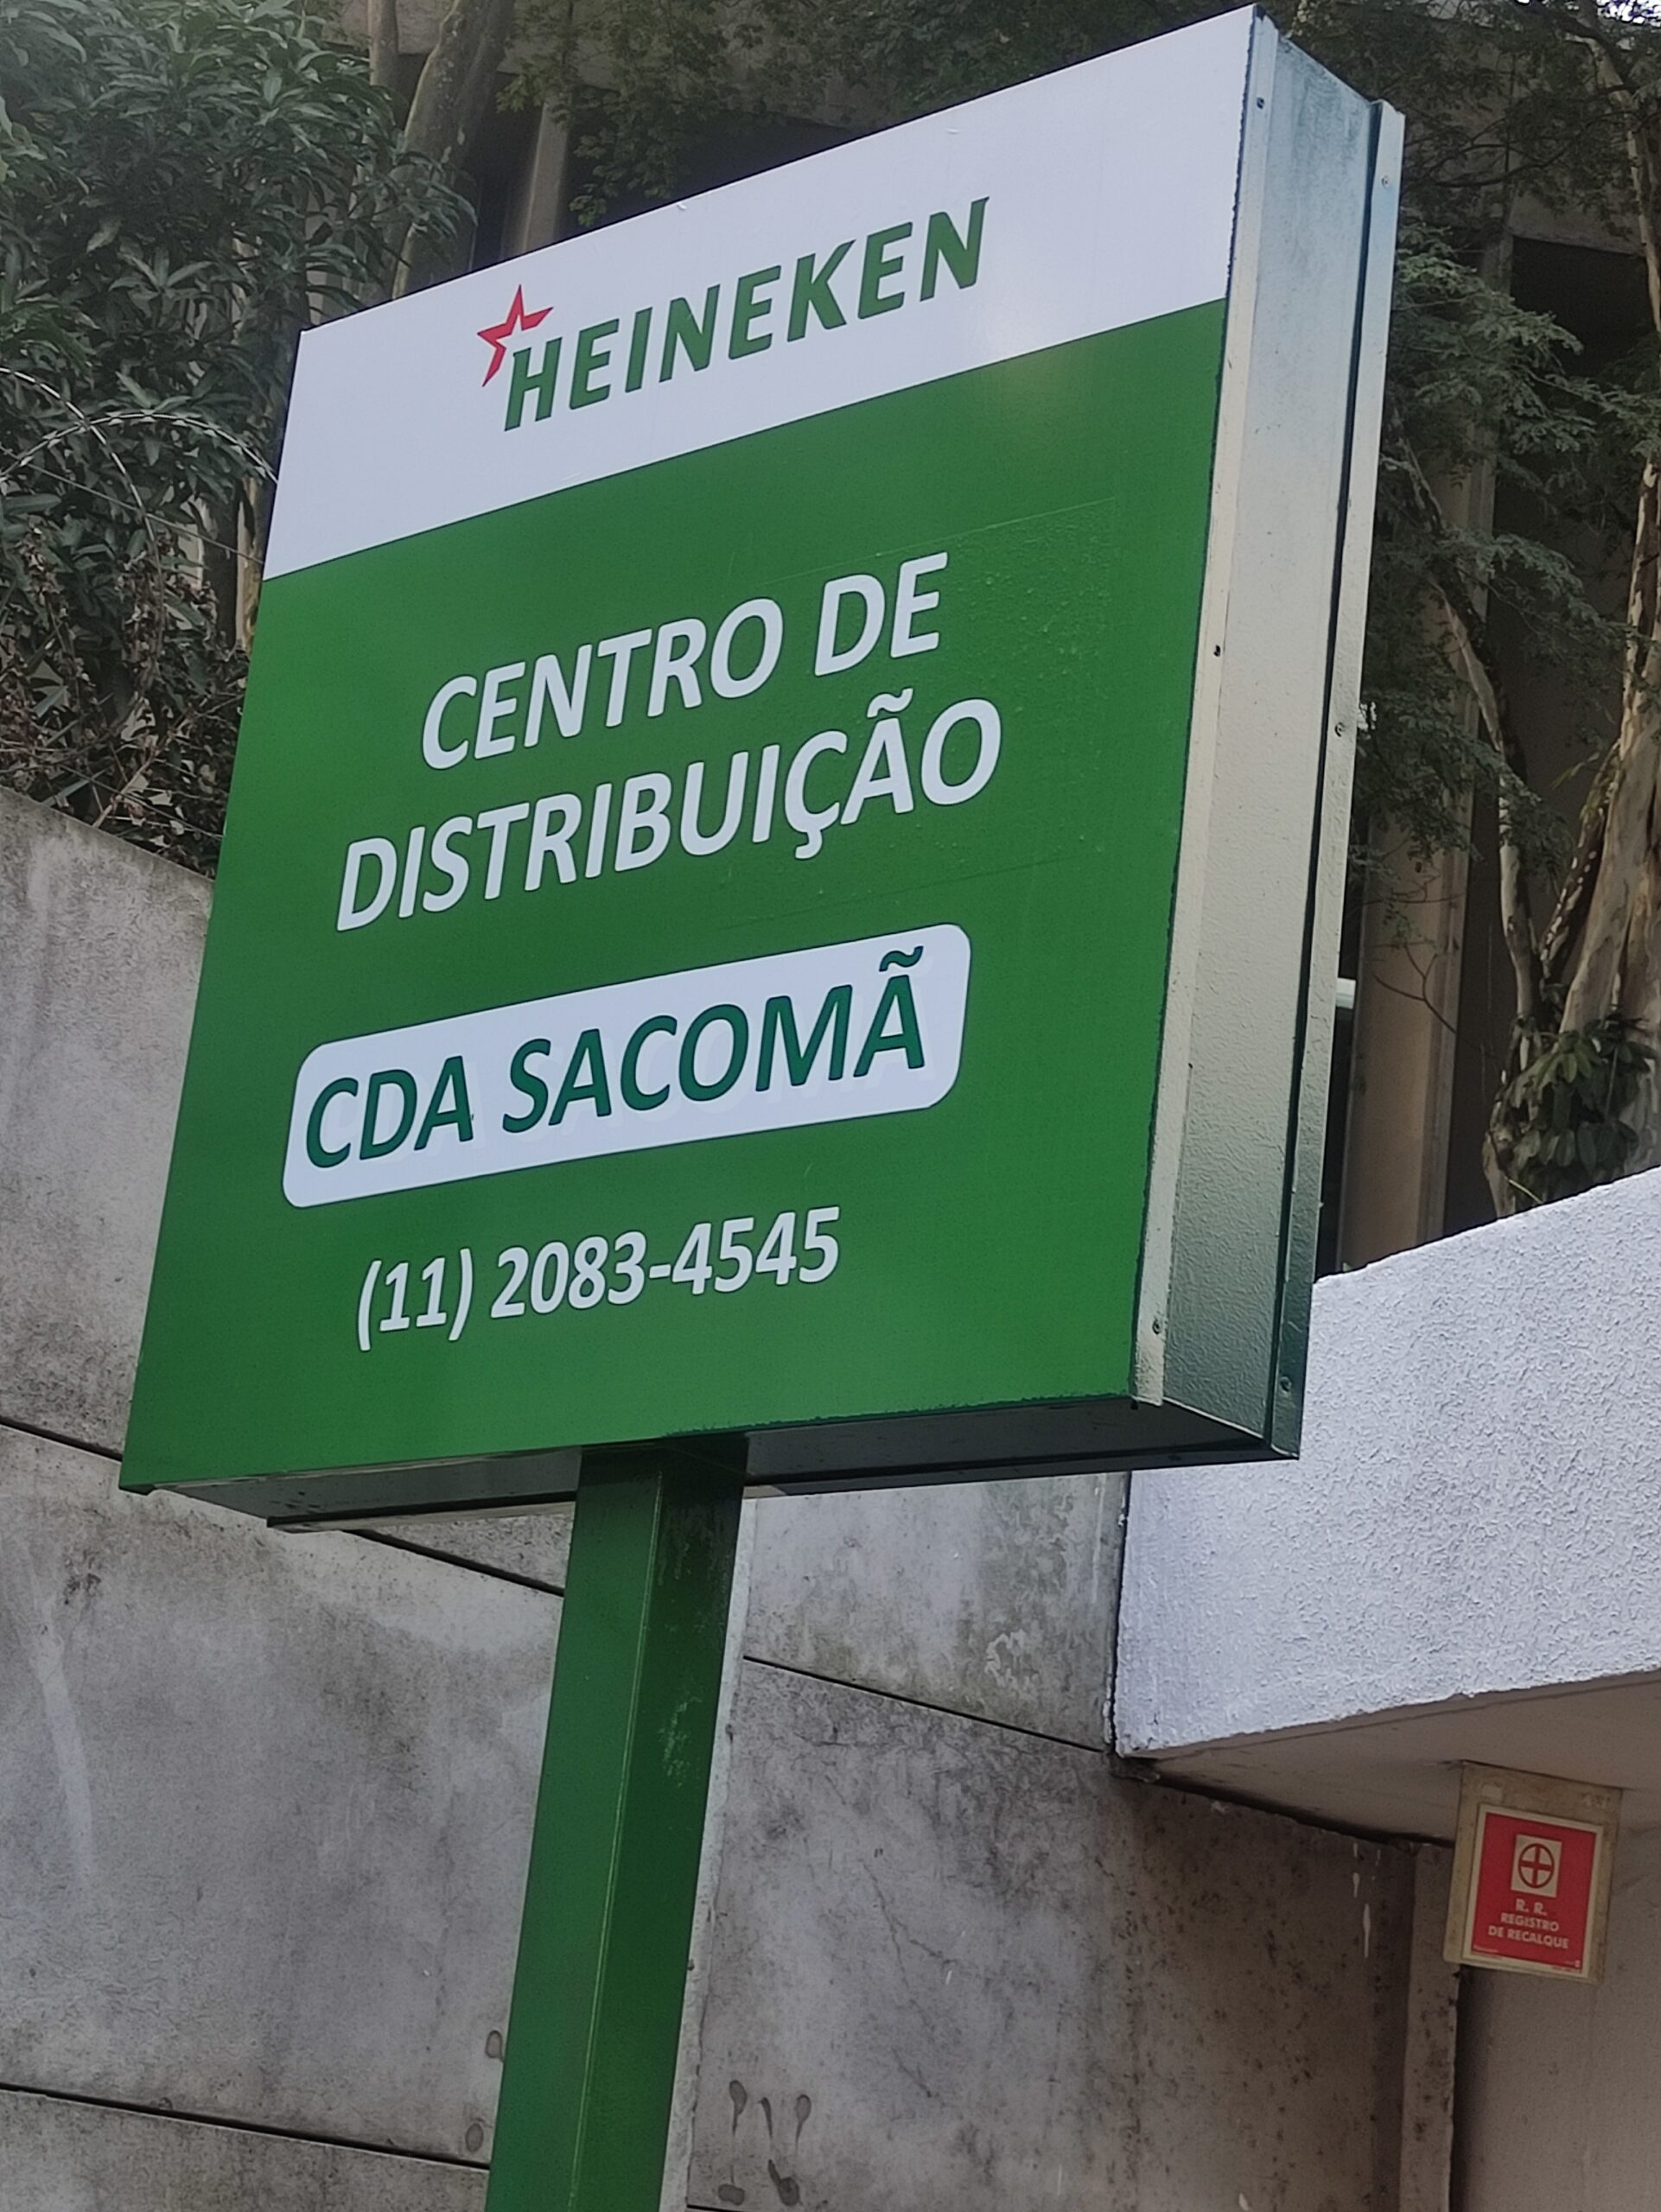 HEINEKEN
CENTRO DE
DISTRIBUIÇÃO
CDA SACOMÃ
(11) 2083-4545
R. R.
REGISTRO
DE RECALQUE